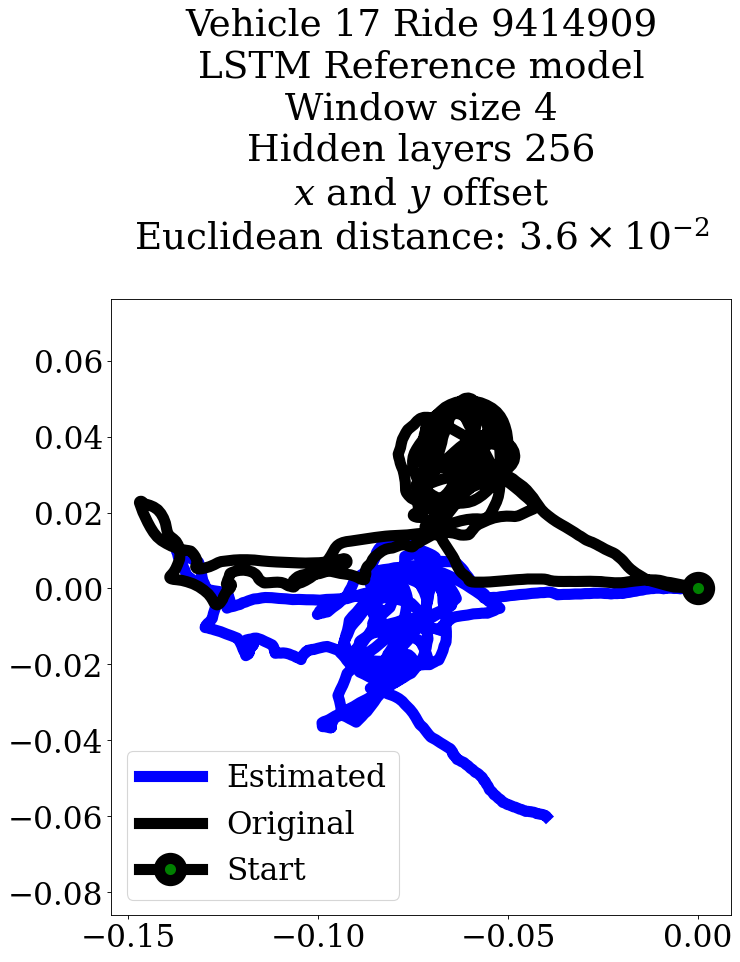 Vehicle 17 Ride 9414909
LSTM Reference model
Window size 4
Hidden layers 256
x and y offset
Euclidean distance: 3.6 × 10⁻²
0.06
0.04
0.02
0.00
−0.02
−0.04
−0.06
−0.08
Estimated
Original
Start
−0.15 −0.10 −0.05 0.00